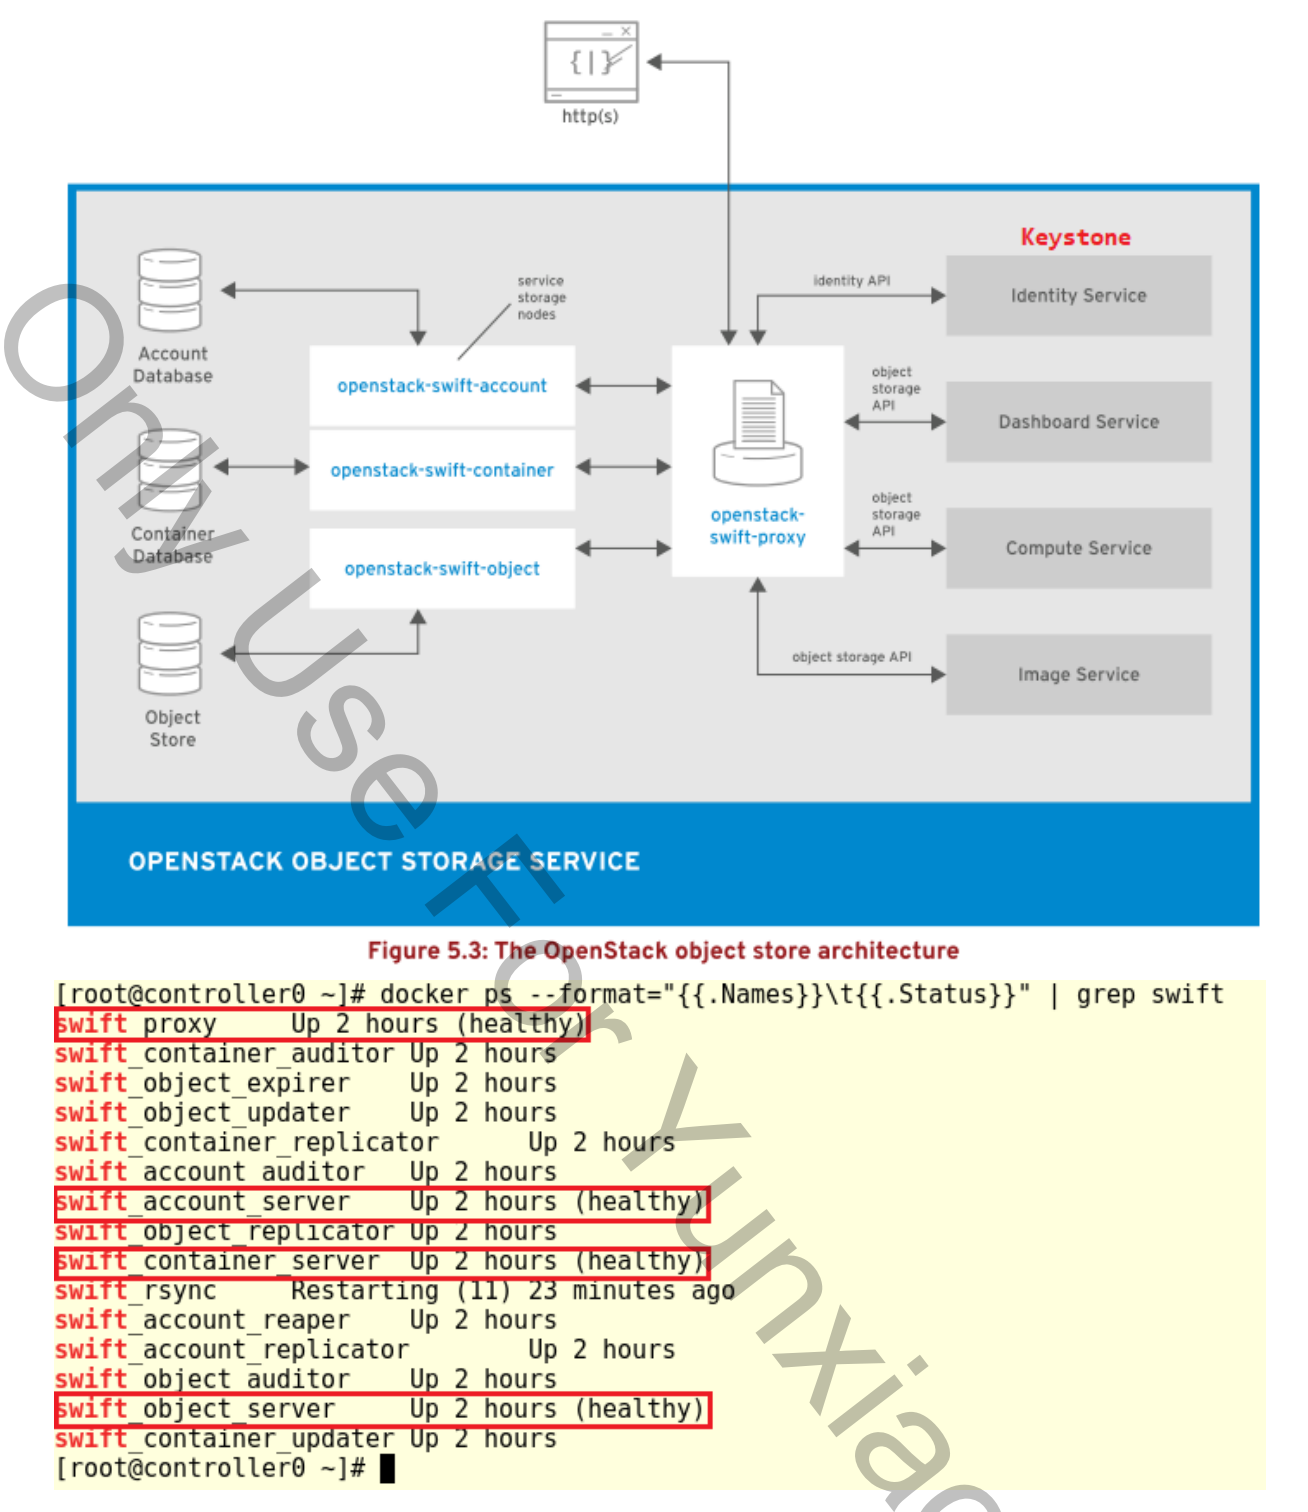 {|}
http(s)
Keystone
Identity Service
identity API
service
storage
nodes
Account
Database
openstack-swift-account
object
storage
API
Dashboard Service
openstack-swift-container
Container
Database
openstack-
swift-proxy
object
storage
API
Compute Service
openstack-swift-object
object storage API
Image Service
Object
Store
OPENSTACK OBJECT STORAGE SERVICE
Figure 5.3: The OpenStack object store architecture
[root@controller0 ~]# docker ps --format="{{.Names}}\t{{.Status}}" | grep swift
swift_proxy Up 2 hours (healthy)
swift_container_auditor Up 2 hours
swift_object_expirer Up 2 hours
swift_object_updater Up 2 hours
swift_container_replicator Up 2 hours
swift_account_auditor Up 2 hours
swift_account_server Up 2 hours (healthy)
swift_object_replicator Up 2 hours
swift_container_server Up 2 hours (healthy)
swift_rsync Restarting (11) 23 minutes ago
swift_account_reaper Up 2 hours
swift_account_replicator Up 2 hours
swift_object_auditor Up 2 hours
swift_object_server Up 2 hours (healthy)
swift_container_updater Up 2 hours
[root@controller0 ~]#
Only Use For Yunxiao